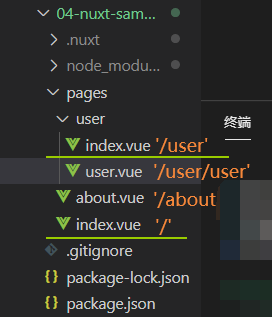 04-nuxt-sam...
.nuxt
node_modu...
pages
终端
user
index.vue '/user'
user.vue '/user/user'
about.vue '/about
index.vue '/'
.gitignore
package-lock.json
package.json